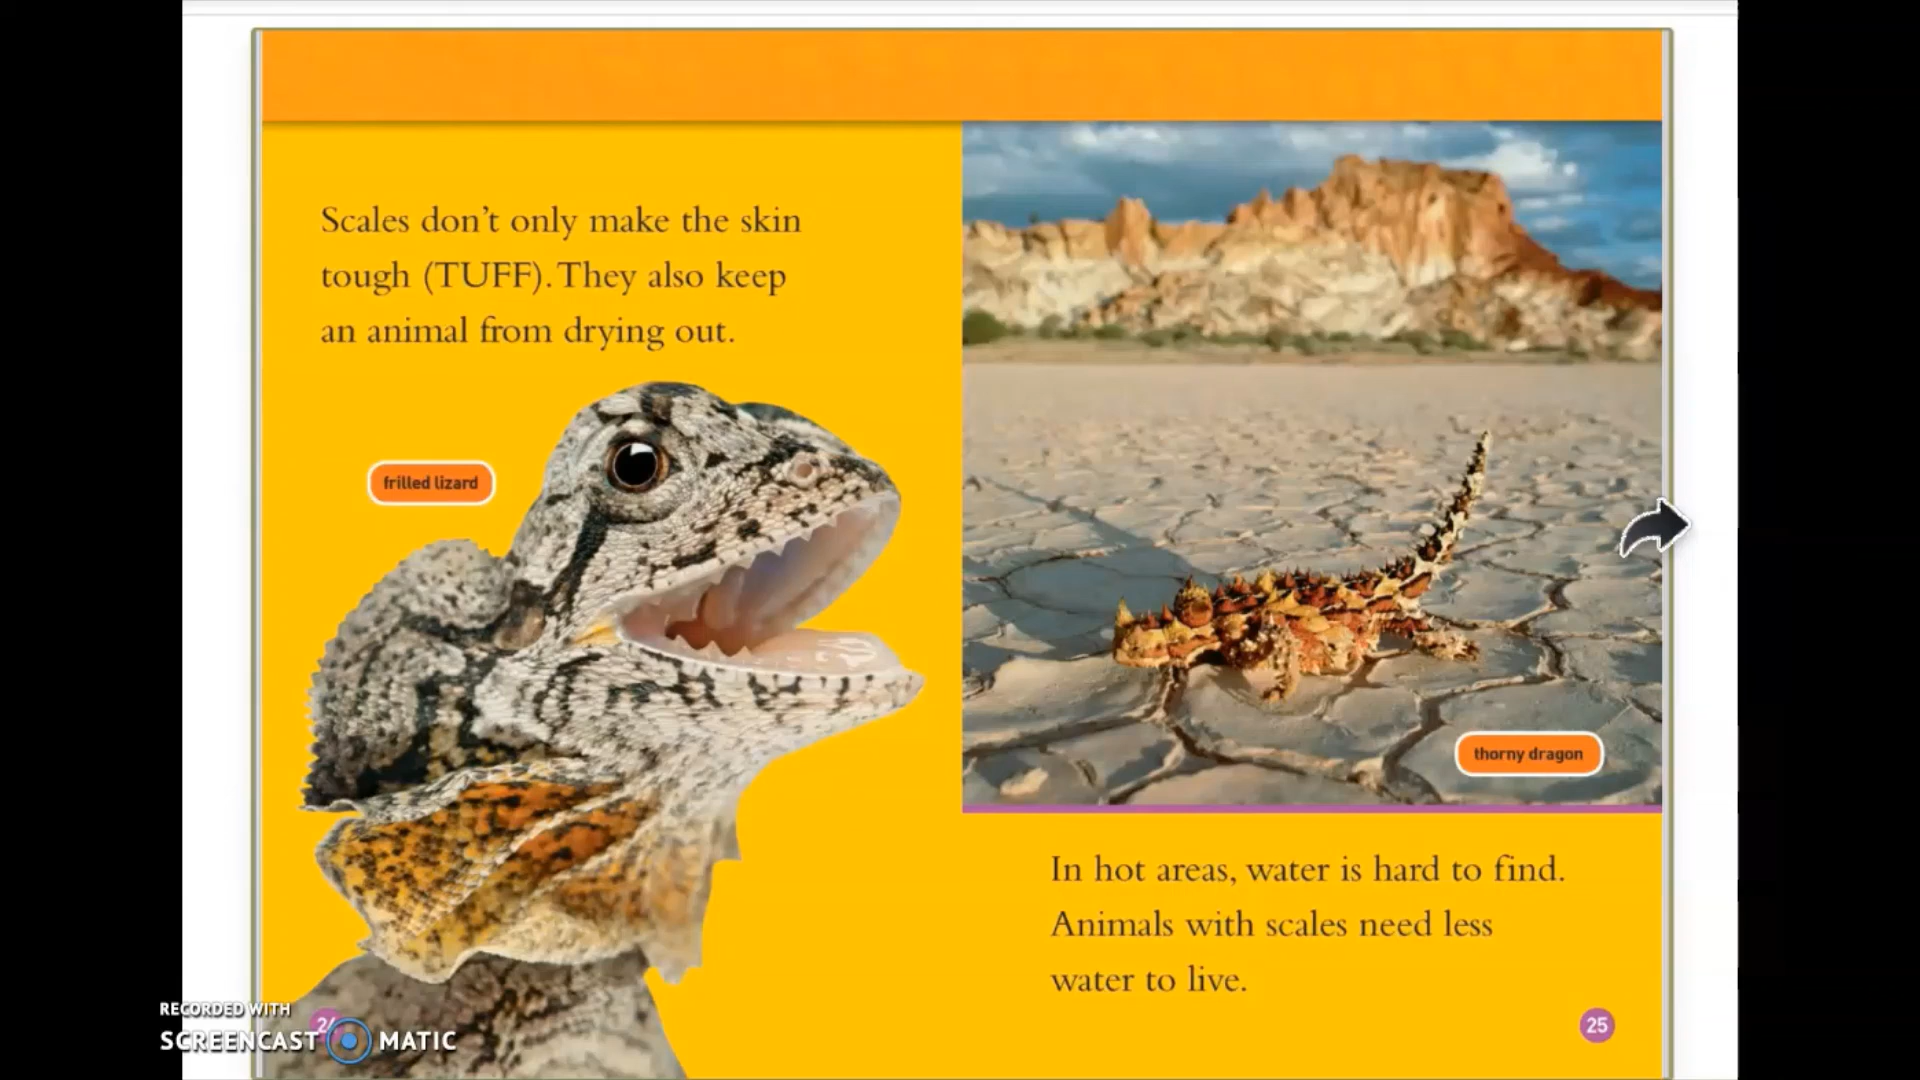 Scales don't only make the skin
tough (TUFF). They also keep
an animal from drying out.
frilled lizard
thorny dragon
In hot areas, water is hard to find.
Animals with scales need less
water to live.
25
RECORDED WITH
SCREENCAST MATIC